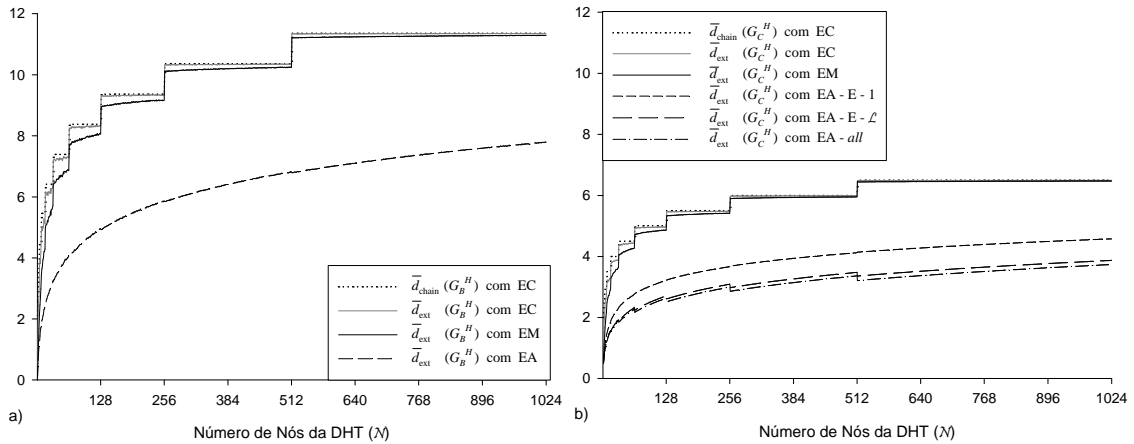 12
10
8
6
4
2
0
d̅chain (G_B^H) com EC
d̅ext (G_B^H) com EC
d̅ext (G_B^H) com EM
d̅ext (G_B^H) com EA
128 256 384 512 640 768 896 1024
a) Número de Nós da DHT (N)
12
10
8
6
4
2
0
d̅chain (G_C^H) com EC
d̅ext (G_C^H) com EC
d̅ext (G_C^H) com EM
d̅ext (G_C^H) com EA - E - 1
d̅ext (G_C^H) com EA - E - ℒ
d̅ext (G_C^H) com EA - all
128 256 384 512 640 768 896 1024
b) Número de Nós da DHT (N)